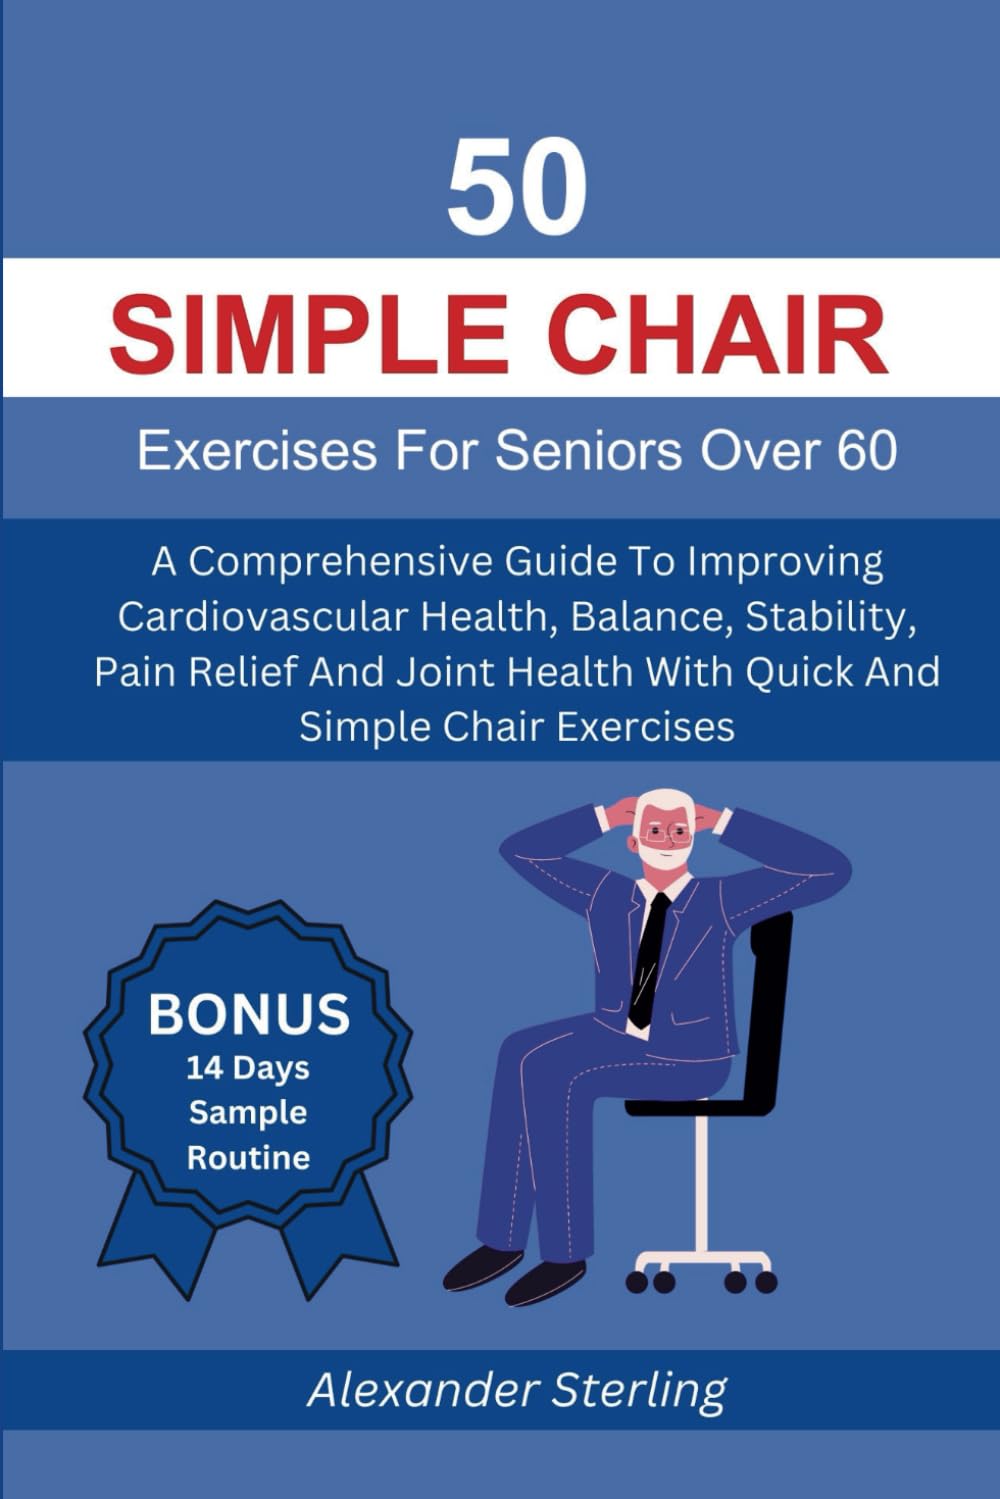 50
SIMPLE CHAIR
Exercises For Seniors Over 60
A Comprehensive Guide To Improving
Cardiovascular Health, Balance, Stability,
Pain Relief And Joint Health With Quick And
Simple Chair Exercises
BONUS
14 Days
Sample
Routine
Alexander Sterling